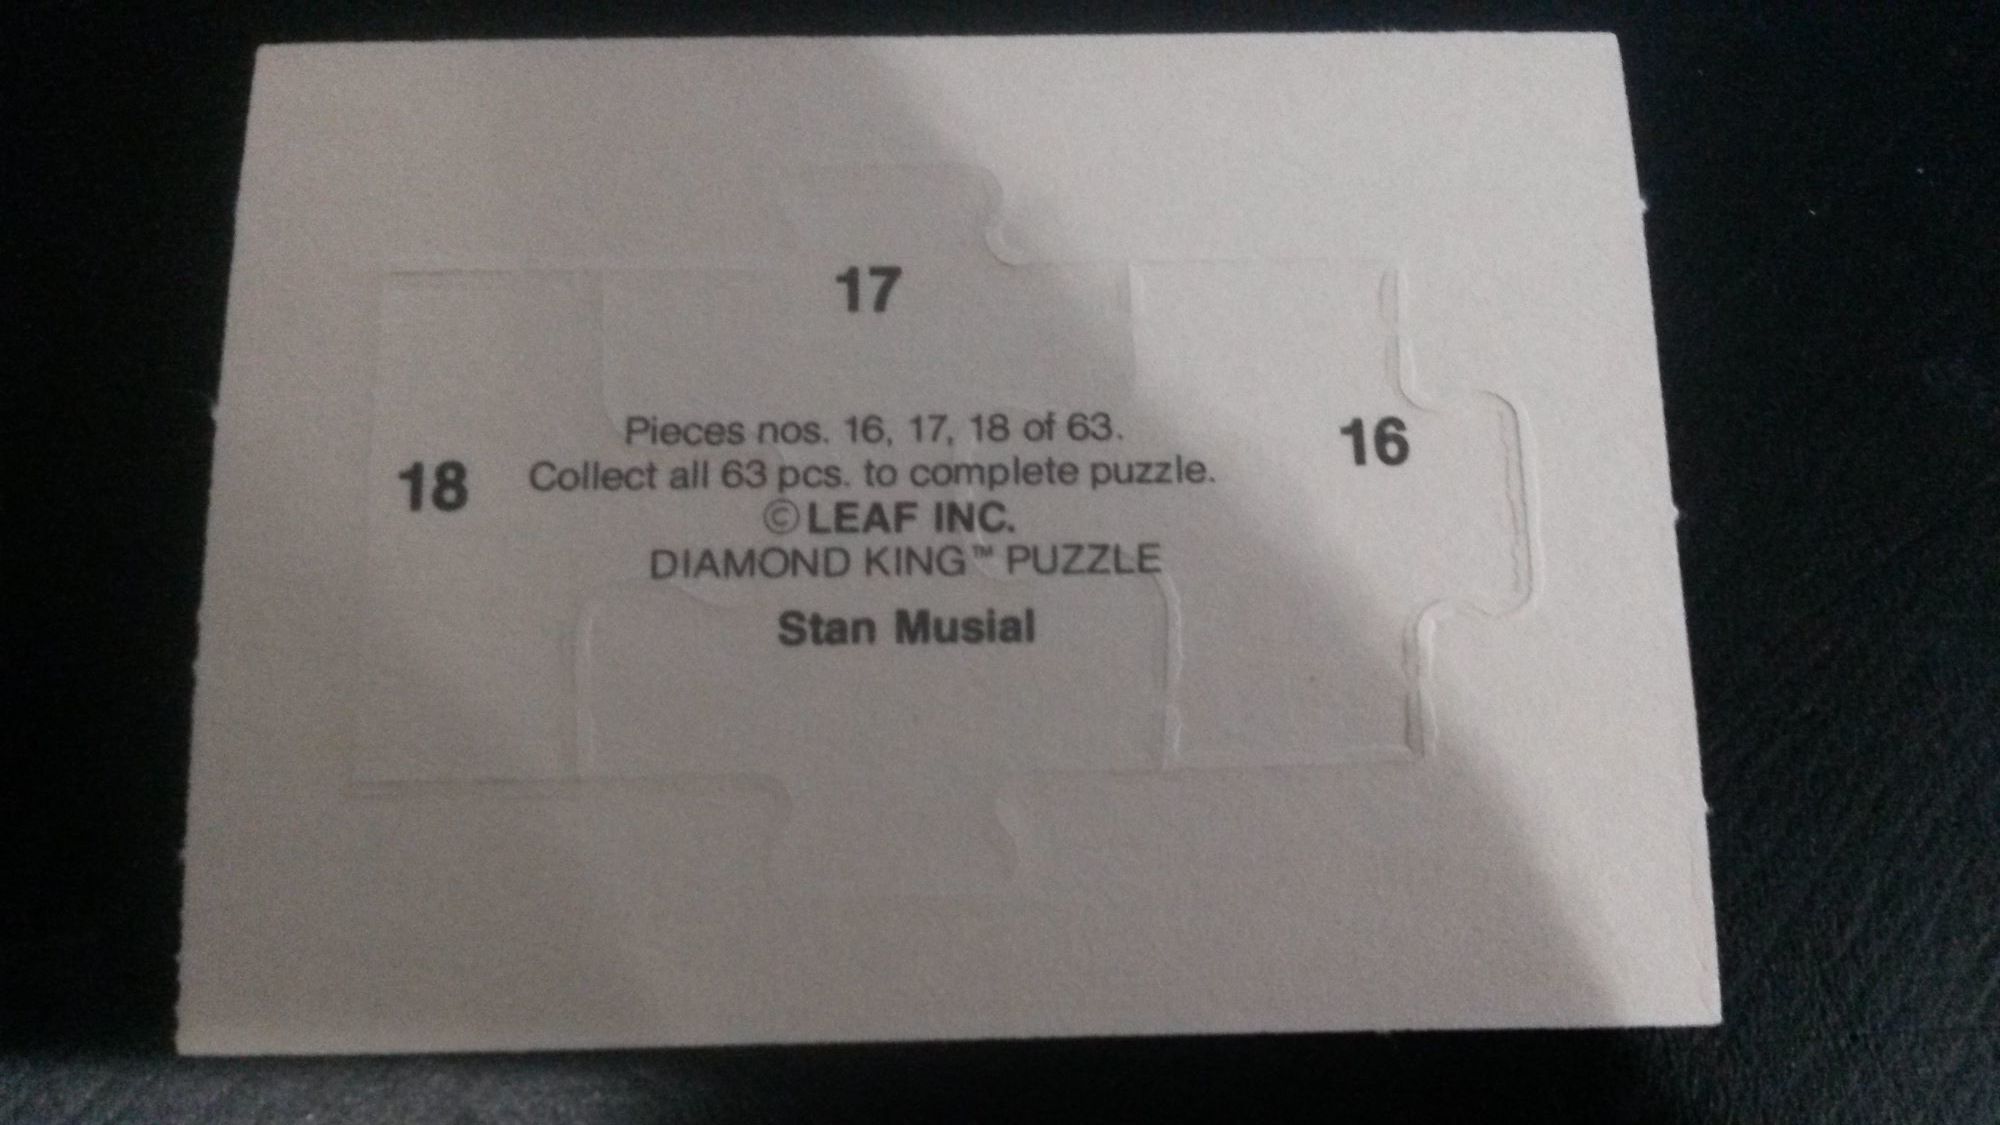 17
Pieces nos. 16, 17, 18 of 63.
16
18
Collect all 63 pcs. to complete puzzle.
©LEAF INC.
DIAMOND KING™ PUZZLE
Stan Musial